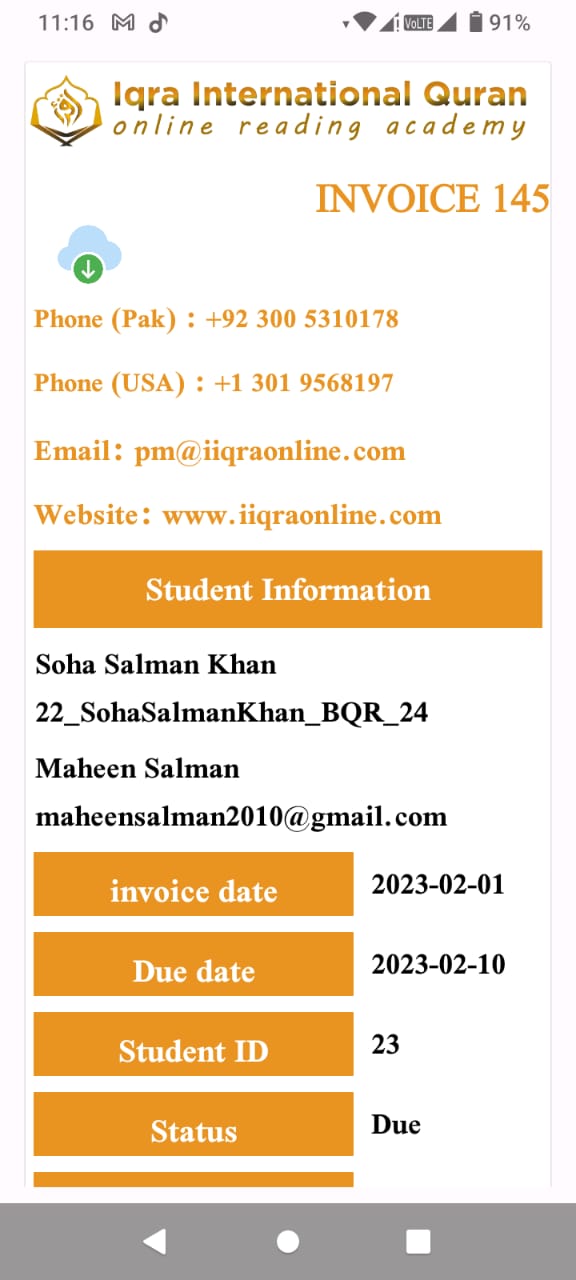 11:16
VoLTE
91%
Iqra International Quran
online reading academy
INVOICE 145
Phone (Pak) : +92 300 5310178
Phone (USA) : +1 301 9568197
Email: pm@iiqraonline.com
Website: www.iiqraonline.com
Student Information
Soha Salman Khan
22_SohaSalmanKhan_BQR_24
Maheen Salman
maheensalman2010@gmail.com
invoice date 2023-02-01
Due date 2023-02-10
Student ID 23
Status Due